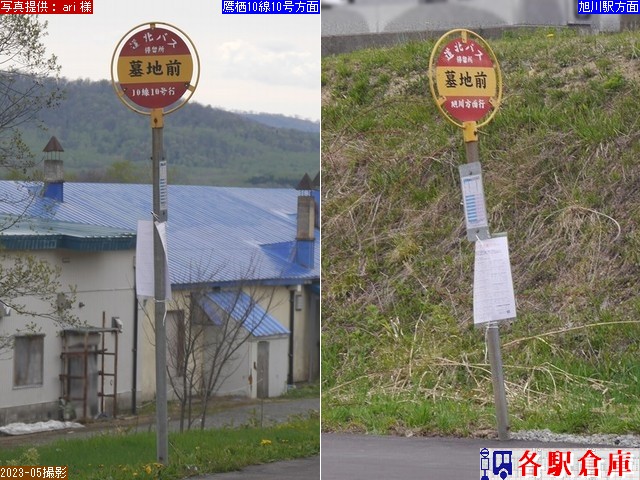 写真提供：ari 様
鷹栖10線10号方面
道北バス
停留所
墓地前
10線10号行
2023-05撮影
旭川駅方面
道北バス
停留所
墓地前
旭川方面行
各駅倉庫